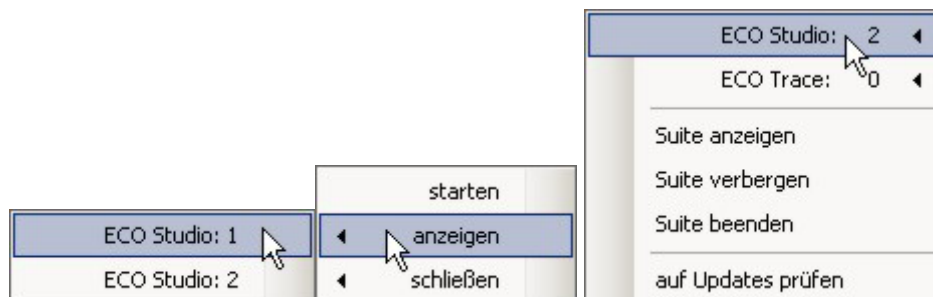 ECO Studio: 2
ECO Trace: 0
Suite anzeigen
Suite verbergen
Suite beenden
auf Updates prüfen
starten
anzeigen
schließen
ECO Studio: 1
ECO Studio: 2